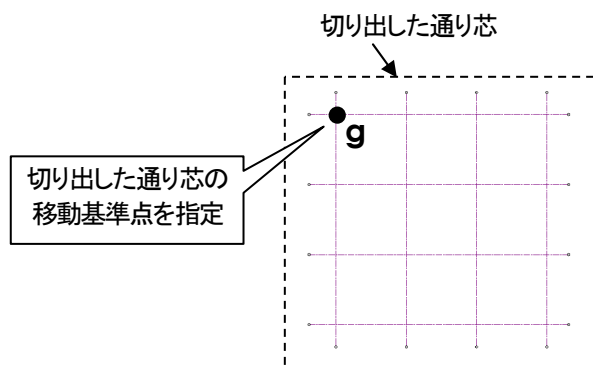 切り出した通り芯
g
切り出した通り芯の
移動基準点を指定